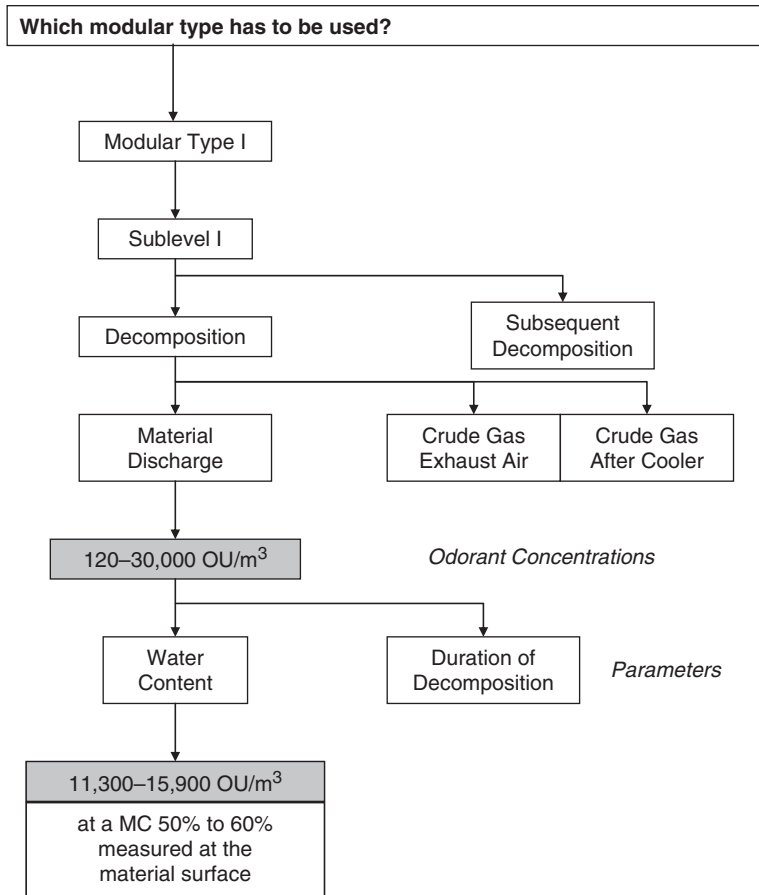 Which modular type has to be used?
Modular Type I
Sublevel I
Decomposition
Subsequent
Decomposition
Material
Discharge
Crude Gas
Exhaust Air
Crude Gas
After Cooler
120–30,000 OU/m³
Odorant Concentrations
Water
Content
Duration of
Decomposition
Parameters
11,300–15,900 OU/m³
at a MC 50% to 60%
measured at the
material surface